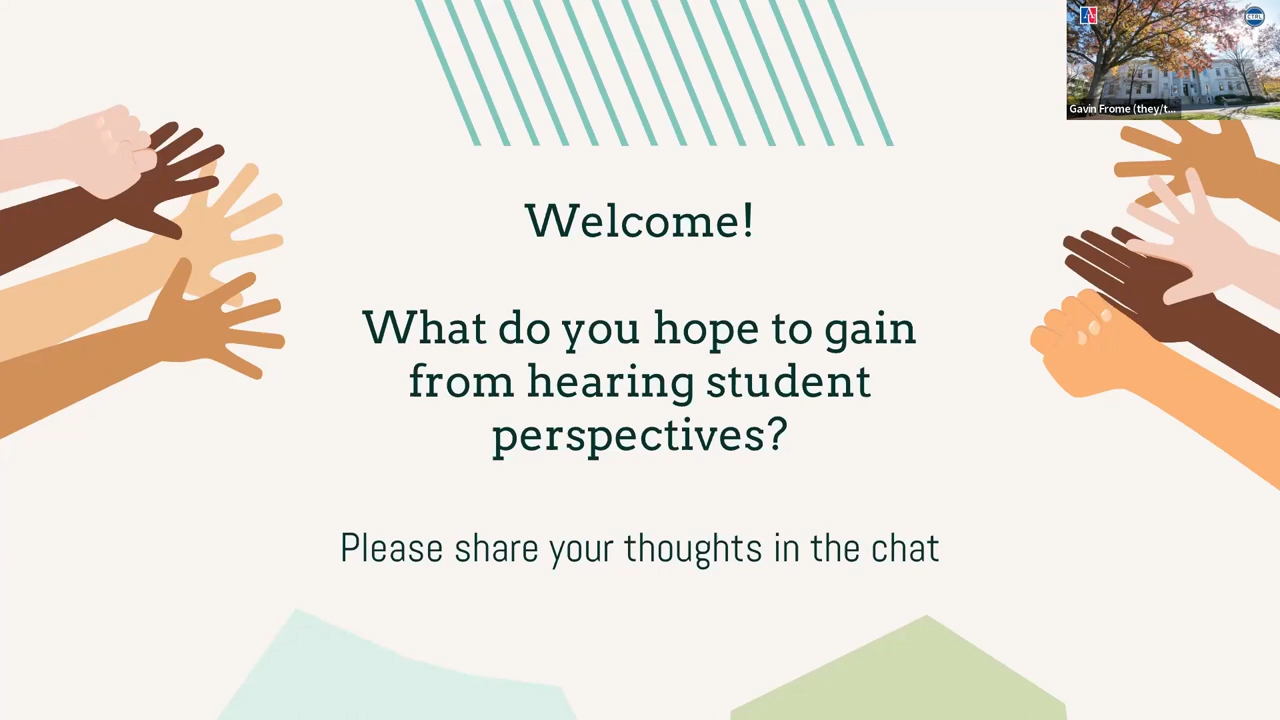 CTRL
Gavin Frome (they/t...
Welcome!
What do you hope to gain
from hearing student
perspectives?
Please share your thoughts in the chat